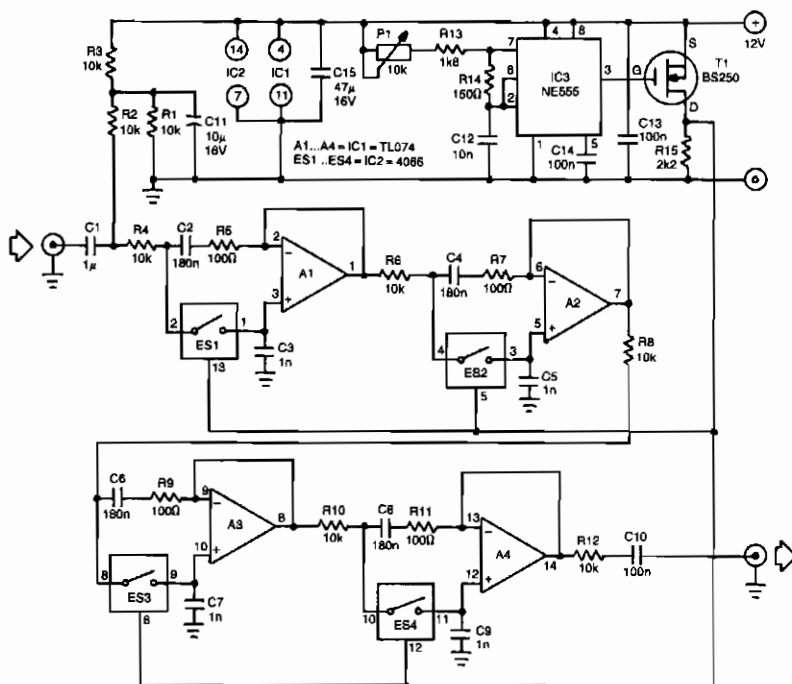 R3
10k
R2
10k
R1
10k
C11
10µ
16V
14
IC2
7
4
IC1
11
C15
47µ
16V
A1...A4 = IC1 = TL074
ES1 ..ES4 = IC2 = 4066
P1
10k
R13
1k8
R14
150Ω
C12
10n
7
6
2
4
8
IC3
NE555
3
1
5
C14
100n
C13
100n
G
S
D
T1
BS250
R15
2k2
+
12V
0
C1
1µ
R4
10k
C2
180n
R5
100Ω
2
–
A1
3
+
1
2
1
ES1
13
C3
1n
R6
10k
C4
180n
R7
100Ω
6
–
A2
5
+
7
4
3
ES2
5
C5
1n
R8
10k
C6
180n
R9
100Ω
9
–
A3
10
+
8
8
9
ES3
6
C7
1n
R10
10k
C8
180n
R11
100Ω
13
–
A4
12
+
14
10
11
ES4
12
C9
1n
R12
10k
C10
100n